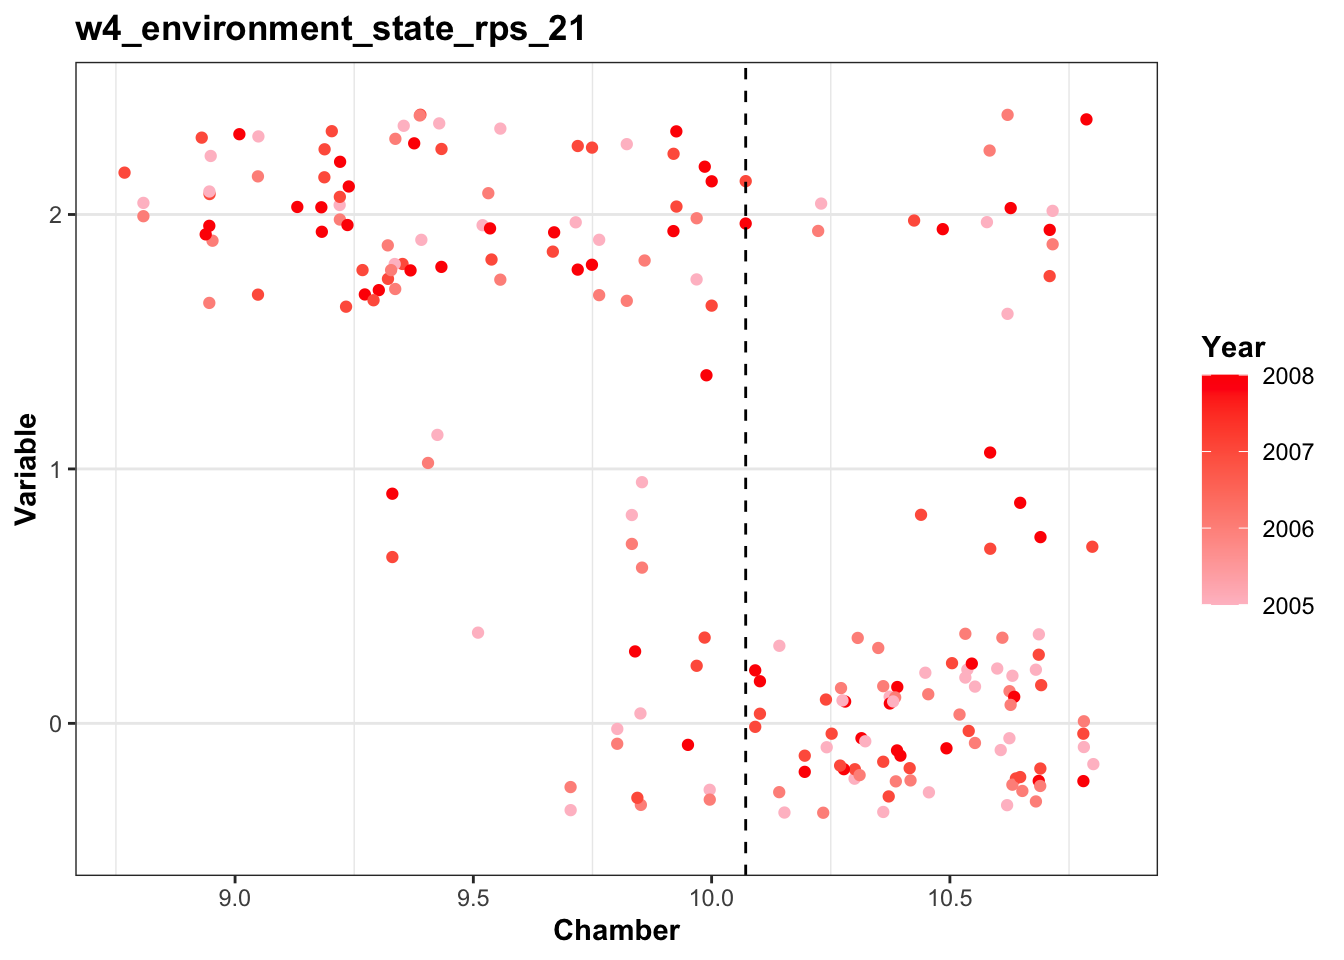 w4_environment_state_rps_21
Variable
2
1
0
9.0 9.5 10.0 10.5
Chamber
Year
2008
2007
2006
2005